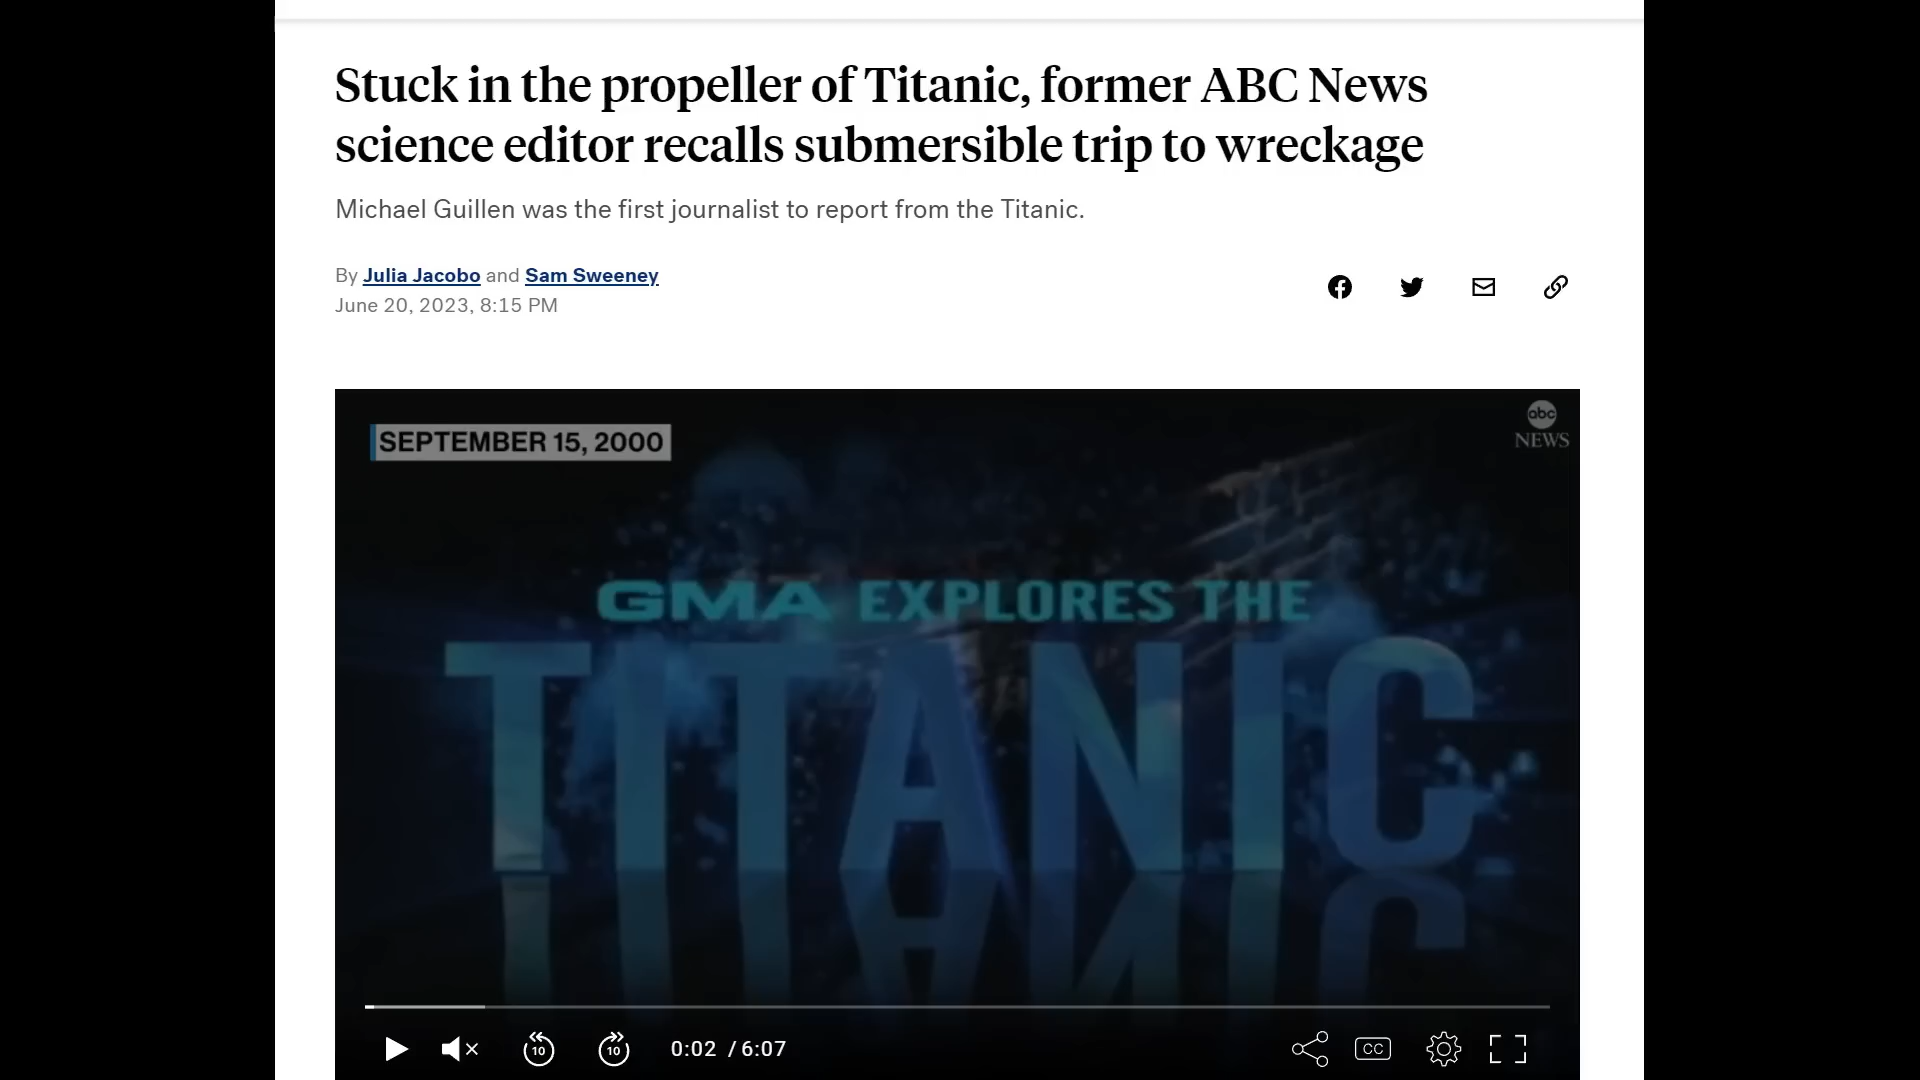 Stuck in the propeller of Titanic, former ABC News
science editor recalls submersible trip to wreckage
Michael Guillen was the first journalist to report from the Titanic.
By Julia Jacobo and Sam Sweeney
June 20, 2023, 8:15 PM
SEPTEMBER 15, 2000
abc
NEWS
GMA EXPLORES THE
TITANIC
10
10
0:02 / 6:07
CC